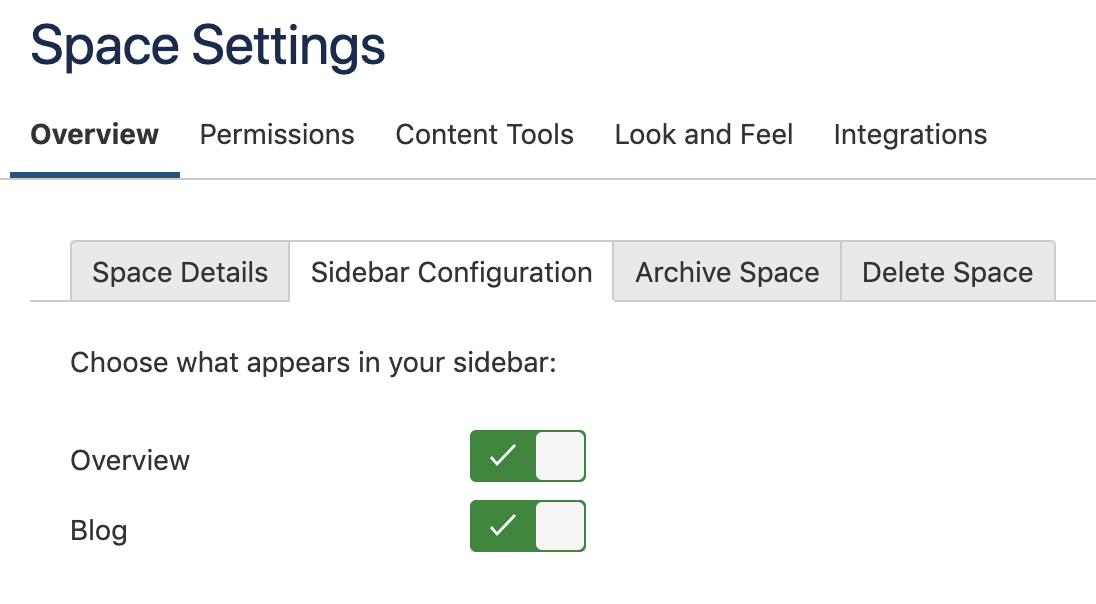 Space Settings
Overview Permissions Content Tools Look and Feel Integrations
Space Details Sidebar Configuration Archive Space Delete Space
Choose what appears in your sidebar:
Overview
Blog